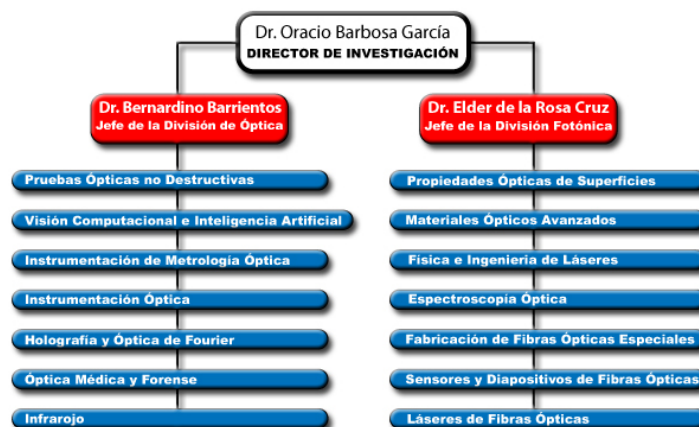 Dr. Oracio Barbosa García
DIRECTOR DE INVESTIGACIÓN
Dr. Bernardino Barrientos
Jefe de la División de Óptica
Dr. Elder de la Rosa Cruz
Jefe de la División Fotónica
Pruebas Ópticas no Destructivas
Visión Computacional e Inteligencia Artificial
Instrumentación de Metrología Óptica
Instrumentación Óptica
Holografía y Óptica de Fourier
Óptica Médica y Forense
Infrarojo
Propiedades Ópticas de Superficies
Materiales Ópticos Avanzados
Física e Ingenieria de Láseres
Espectroscopía Óptica
Fabricación de Fibras Ópticas Especiales
Sensores y Diapositivos de Fibras Ópticas
Láseres de Fibras Ópticas